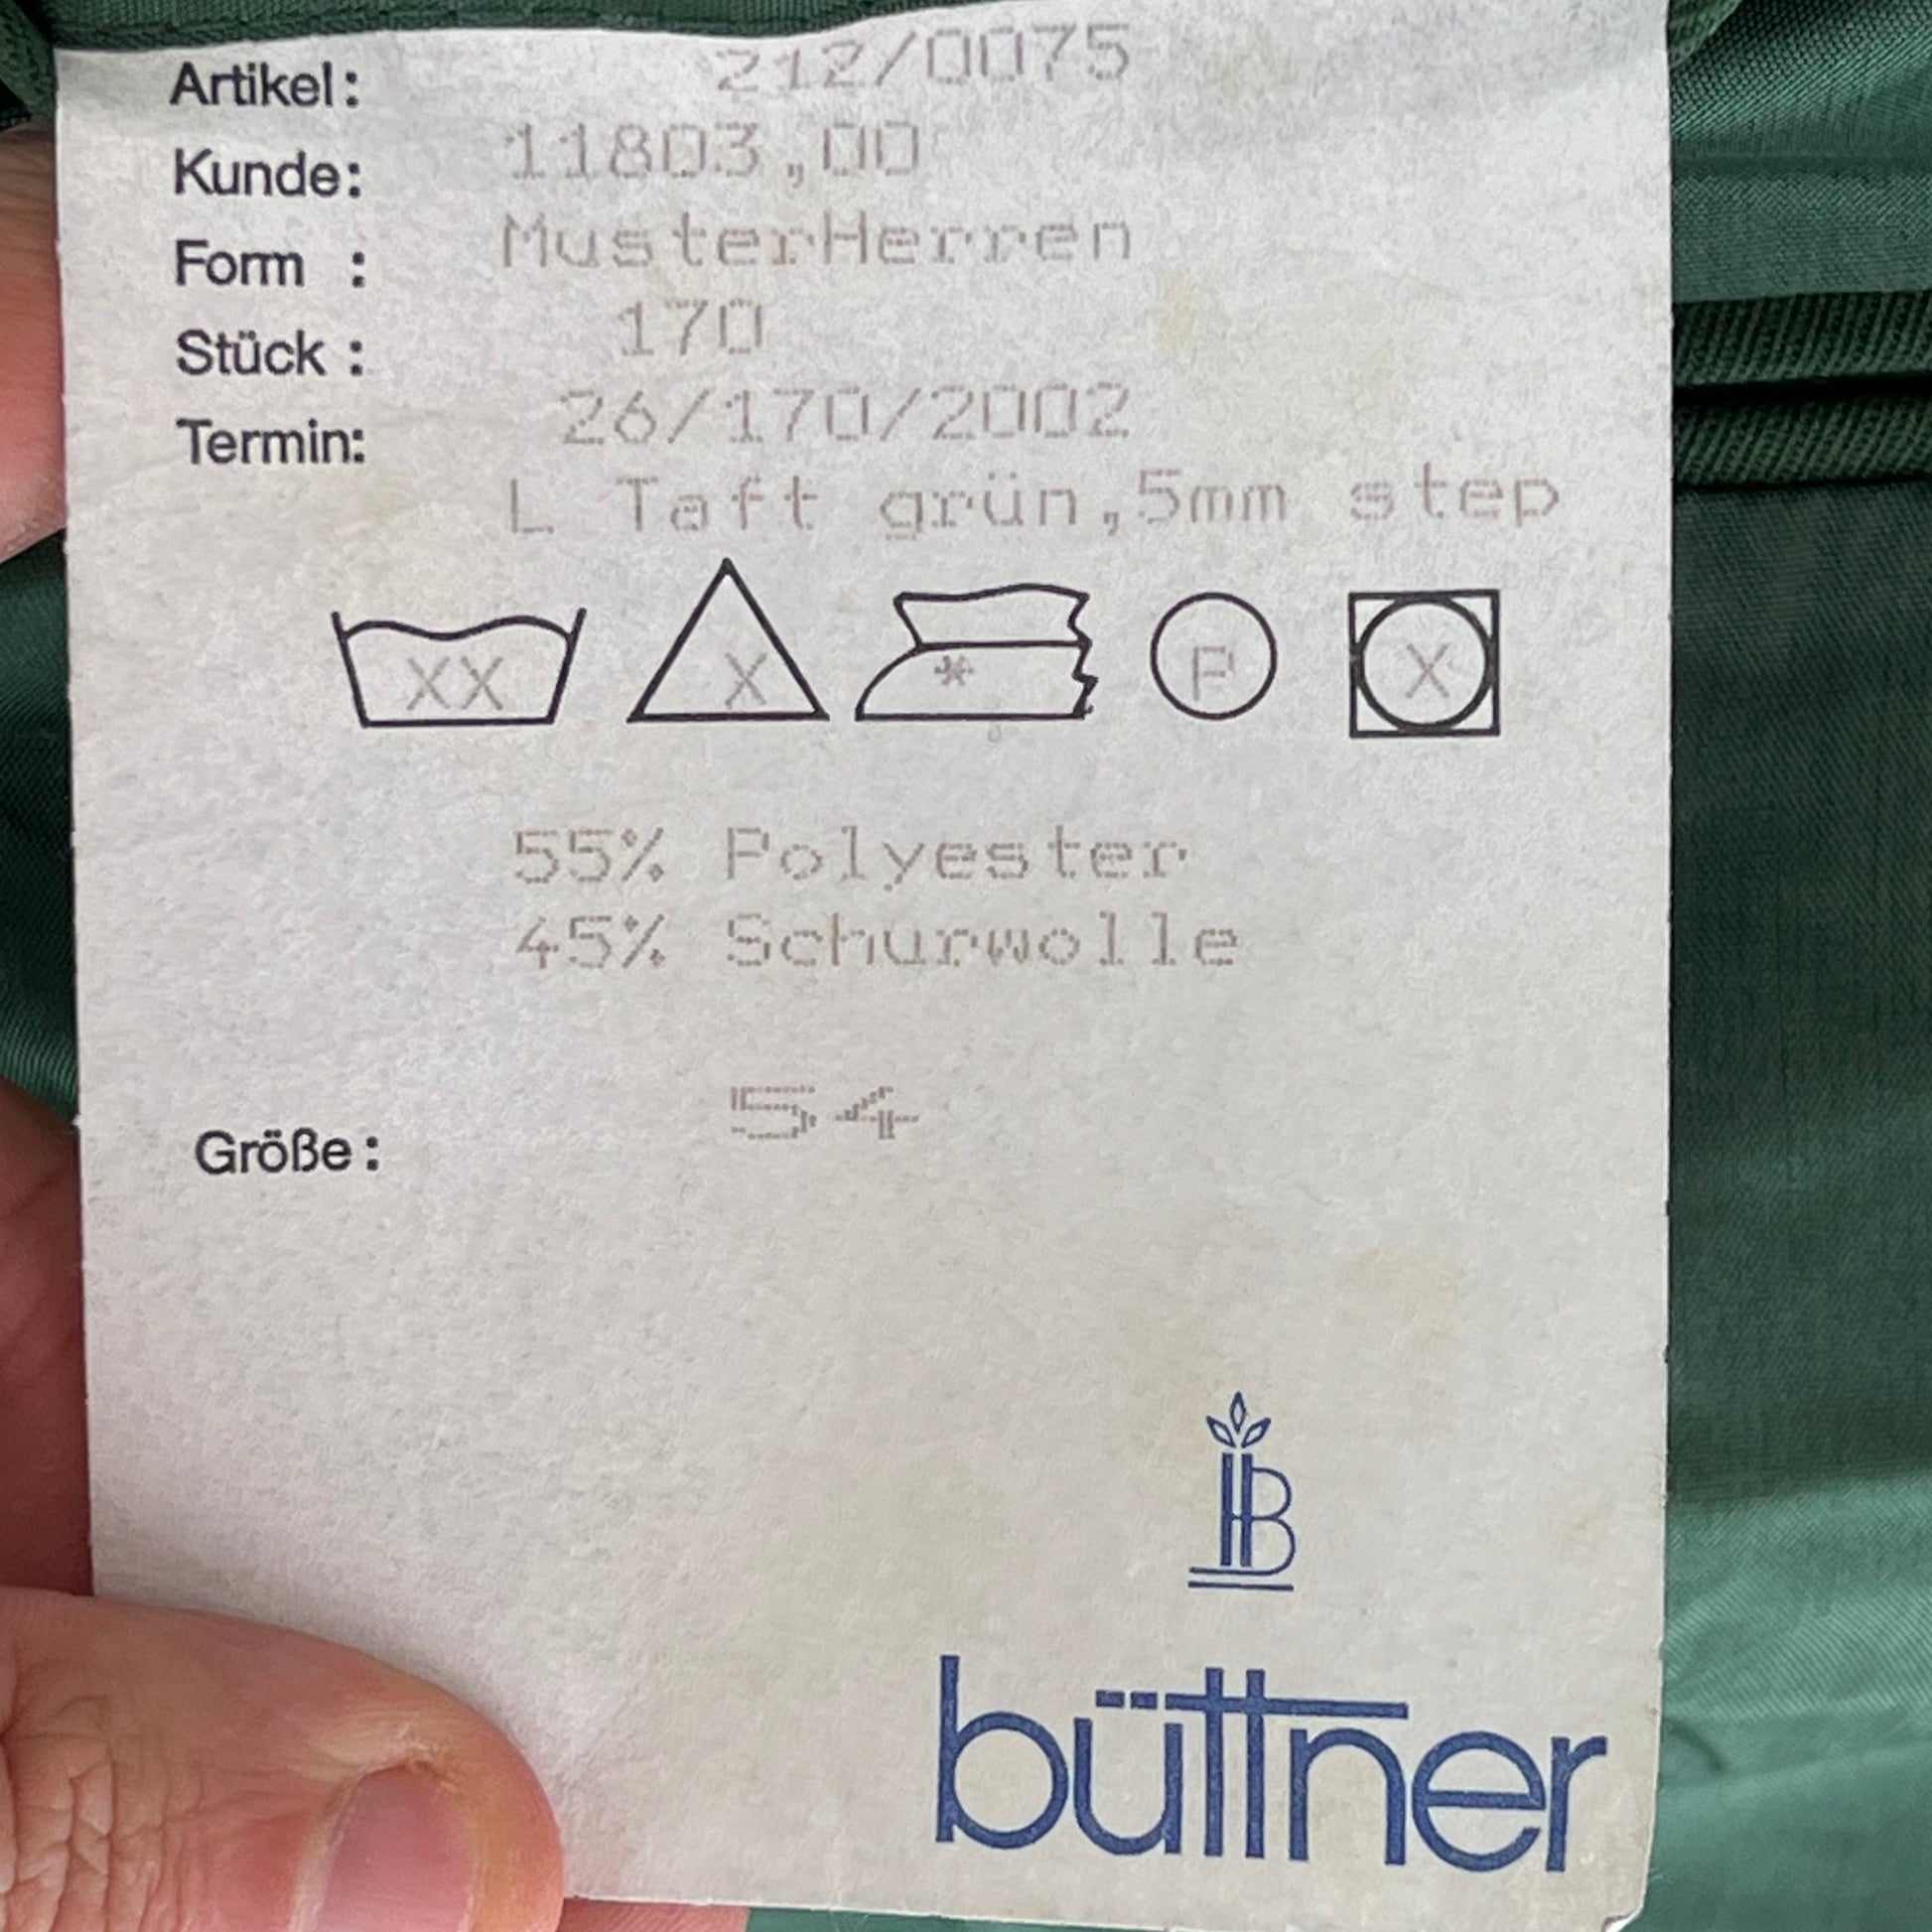 Artikel: 212/0075
Kunde: 11803,00
Form : MusterHerren
Stück : 170
Termin: 26/170/2002
L Taft grün,5mm step
XX X * P X
55% Polyester
45% Schurwolle
Größe: 54
B
büttner